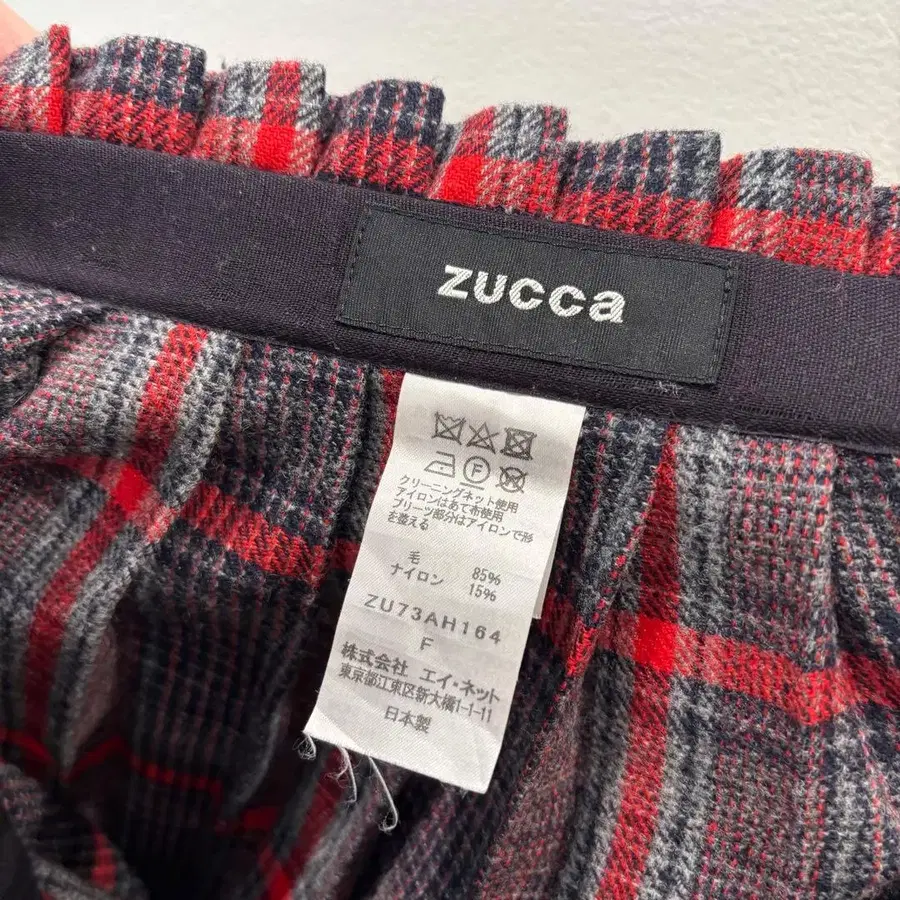 zucca
F
クリーニングネット使用
アイロンはあて布使用
プリーツ部分はアイロンで形
を整える
毛 85%
ナイロン 15%
ZU73AH164
F
株式会社 エイ・ネット
東京都江東区新大橋1-1-11
日本製